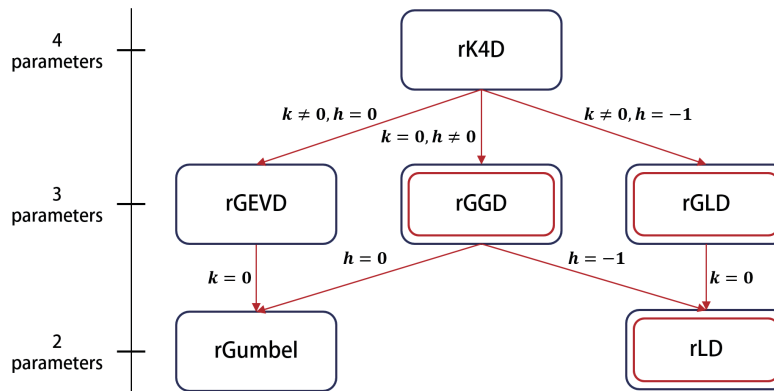 4
parameters
rK4D
k ≠ 0, h = 0
k = 0, h ≠ 0
k ≠ 0, h = −1
3
parameters
rGEVD
rGGD
rGLD
k = 0
h = 0
h = −1
k = 0
2
parameters
rGumbel
rLD